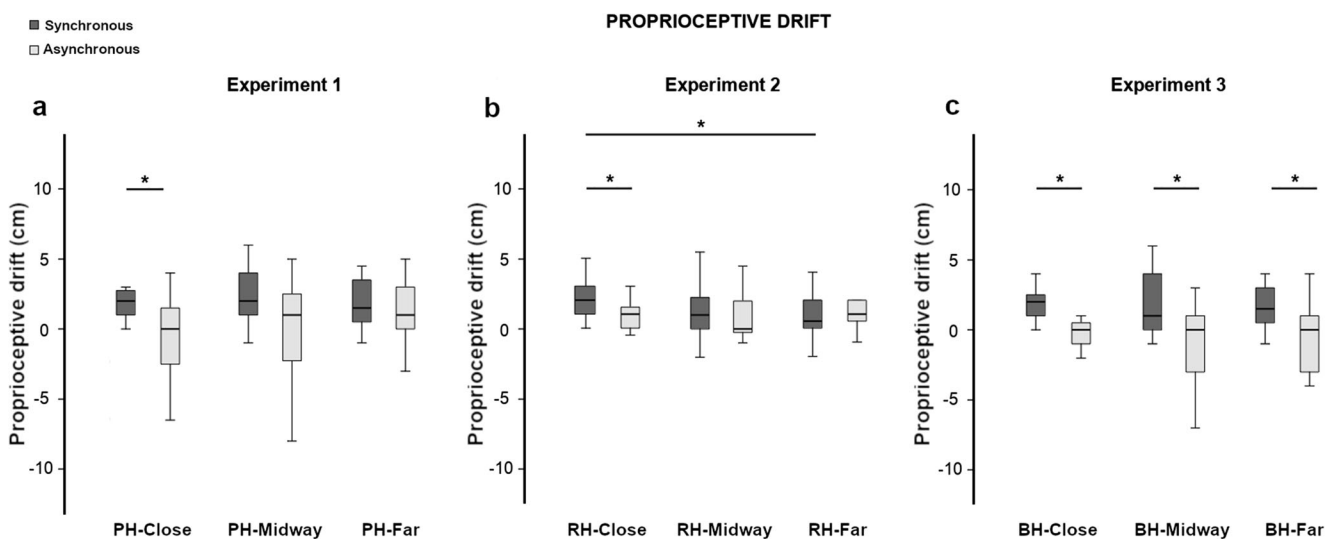 PROPRIOCEPTIVE DRIFT
Synchronous
Asynchronous
Experiment 1
a
*
Proprioceptive drift (cm)
10
5
0
-5
-10
PH-Close PH-Midway PH-Far
Experiment 2
b
*
*
Proprioceptive drift (cm)
10
5
0
-5
-10
RH-Close RH-Midway RH-Far
Experiment 3
c
* * *
Proprioceptive drift (cm)
10
5
0
-5
-10
BH-Close BH-Midway BH-Far